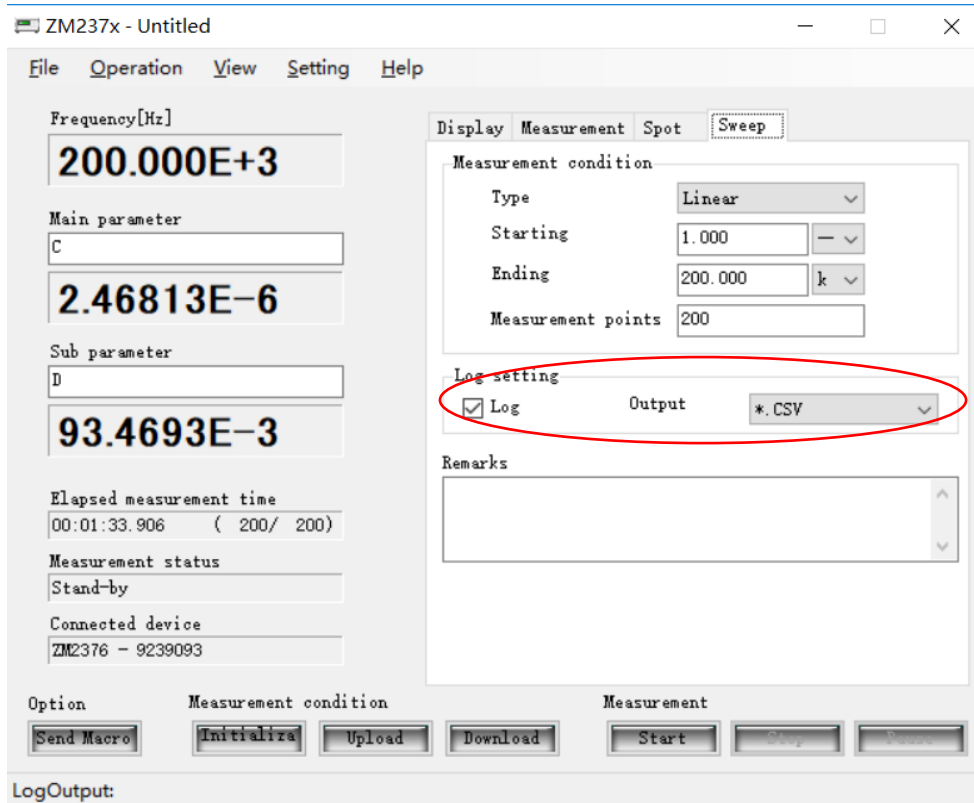 ZM237x - Untitled
File Operation View Setting Help
Frequency[Hz]
200.000E+3
Main parameter
C
2.46813E-6
Sub parameter
D
93.4693E-3
Elapsed measurement time
00:01:33.906 ( 200/ 200)
Measurement status
Stand-by
Connected device
ZM2376 - 9239093
Display Measurement Spot Sweep
Measurement condition
Type Linear
Starting 1.000 —
Ending 200.000 k
Measurement points 200
Log setting
Log Output *.CSV
Remarks
Option Measurement condition Measurement
Send Macro Initializa Upload Download Start Stop Pause
LogOutput: